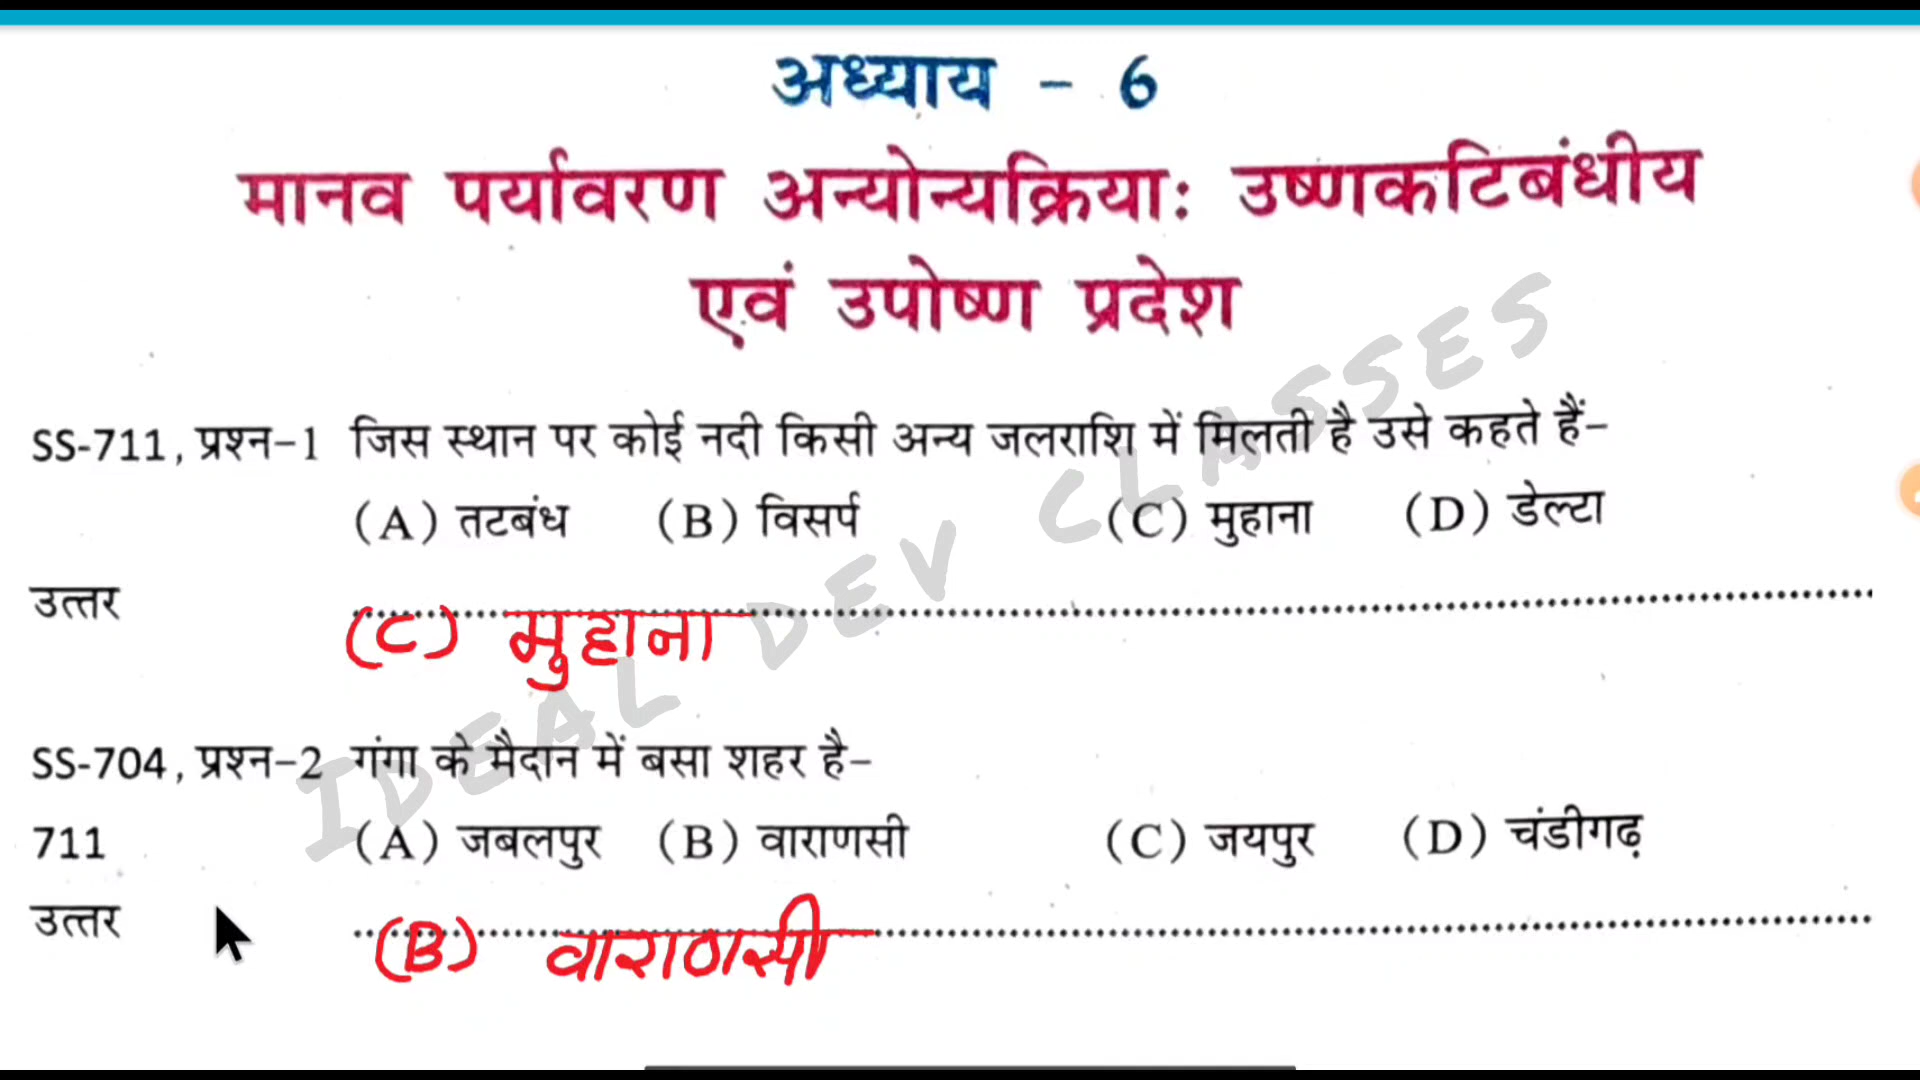 अध्याय - 6
मानव पर्यावरण अन्योन्यक्रियाः उष्णकटिबंधीय
एवं उपोष्ण प्रदेश
SS-711, प्रश्न-1 जिस स्थान पर कोई नदी किसी अन्य जलराशि में मिलती है उसे कहते हैं-
(A) तटबंध (B) विसर्प (C) मुहाना (D) डेल्टा
उत्तर (C) मुहाना
SS-704, प्रश्न-2 गंगा के मैदान में बसा शहर है-
711 (A) जबलपुर (B) वाराणसी (C) जयपुर (D) चंडीगढ़
उत्तर (B) वाराणसी
IDEAL DEV CLASSES